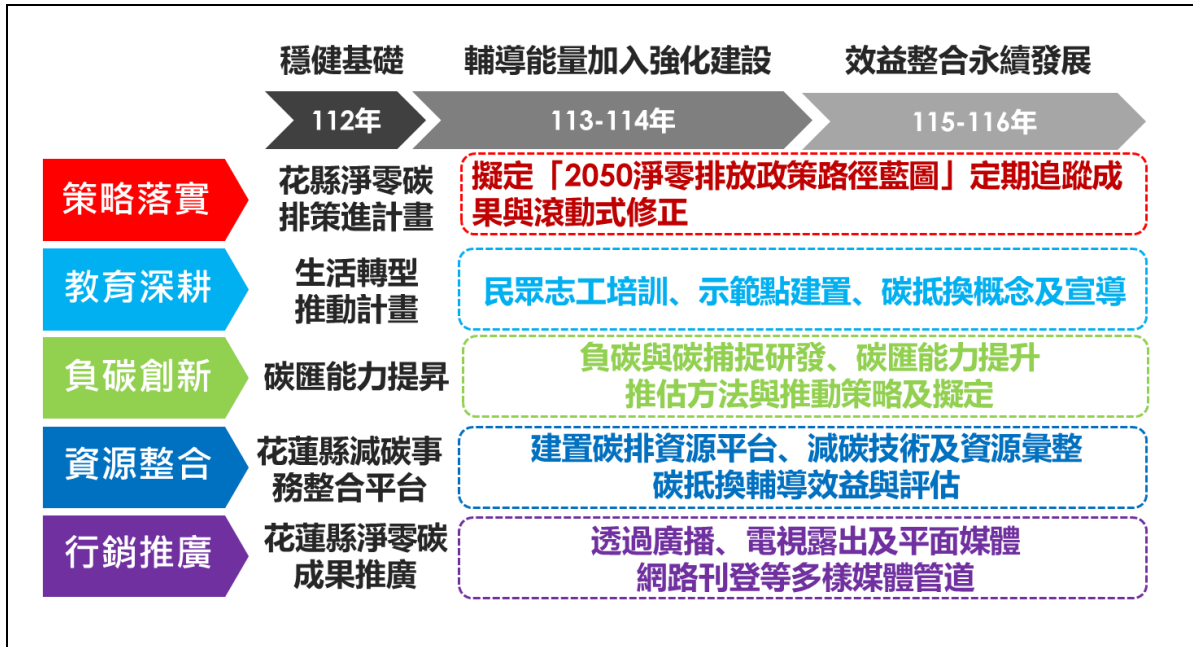 穩健基礎 輔導能量加入強化建設 效益整合永續發展
112年 113-114年 115-116年
策略落實
花縣淨零碳
排策進計畫
擬定「2050淨零排放政策路徑藍圖」定期追蹤成
果與滾動式修正
教育深耕
生活轉型
推動計畫
民眾志工培訓、示範點建置、碳抵換概念及宣導
負碳創新
碳匯能力提昇
負碳與碳捕捉研發、碳匯能力提升
推估方法與推動策略及擬定
資源整合
花蓮縣減碳事
務整合平台
建置碳排資源平台、減碳技術及資源彙整
碳抵換輔導效益與評估
行銷推廣
花蓮縣淨零碳
成果推廣
透過廣播、電視露出及平面媒體
網路刊登等多樣媒體管道